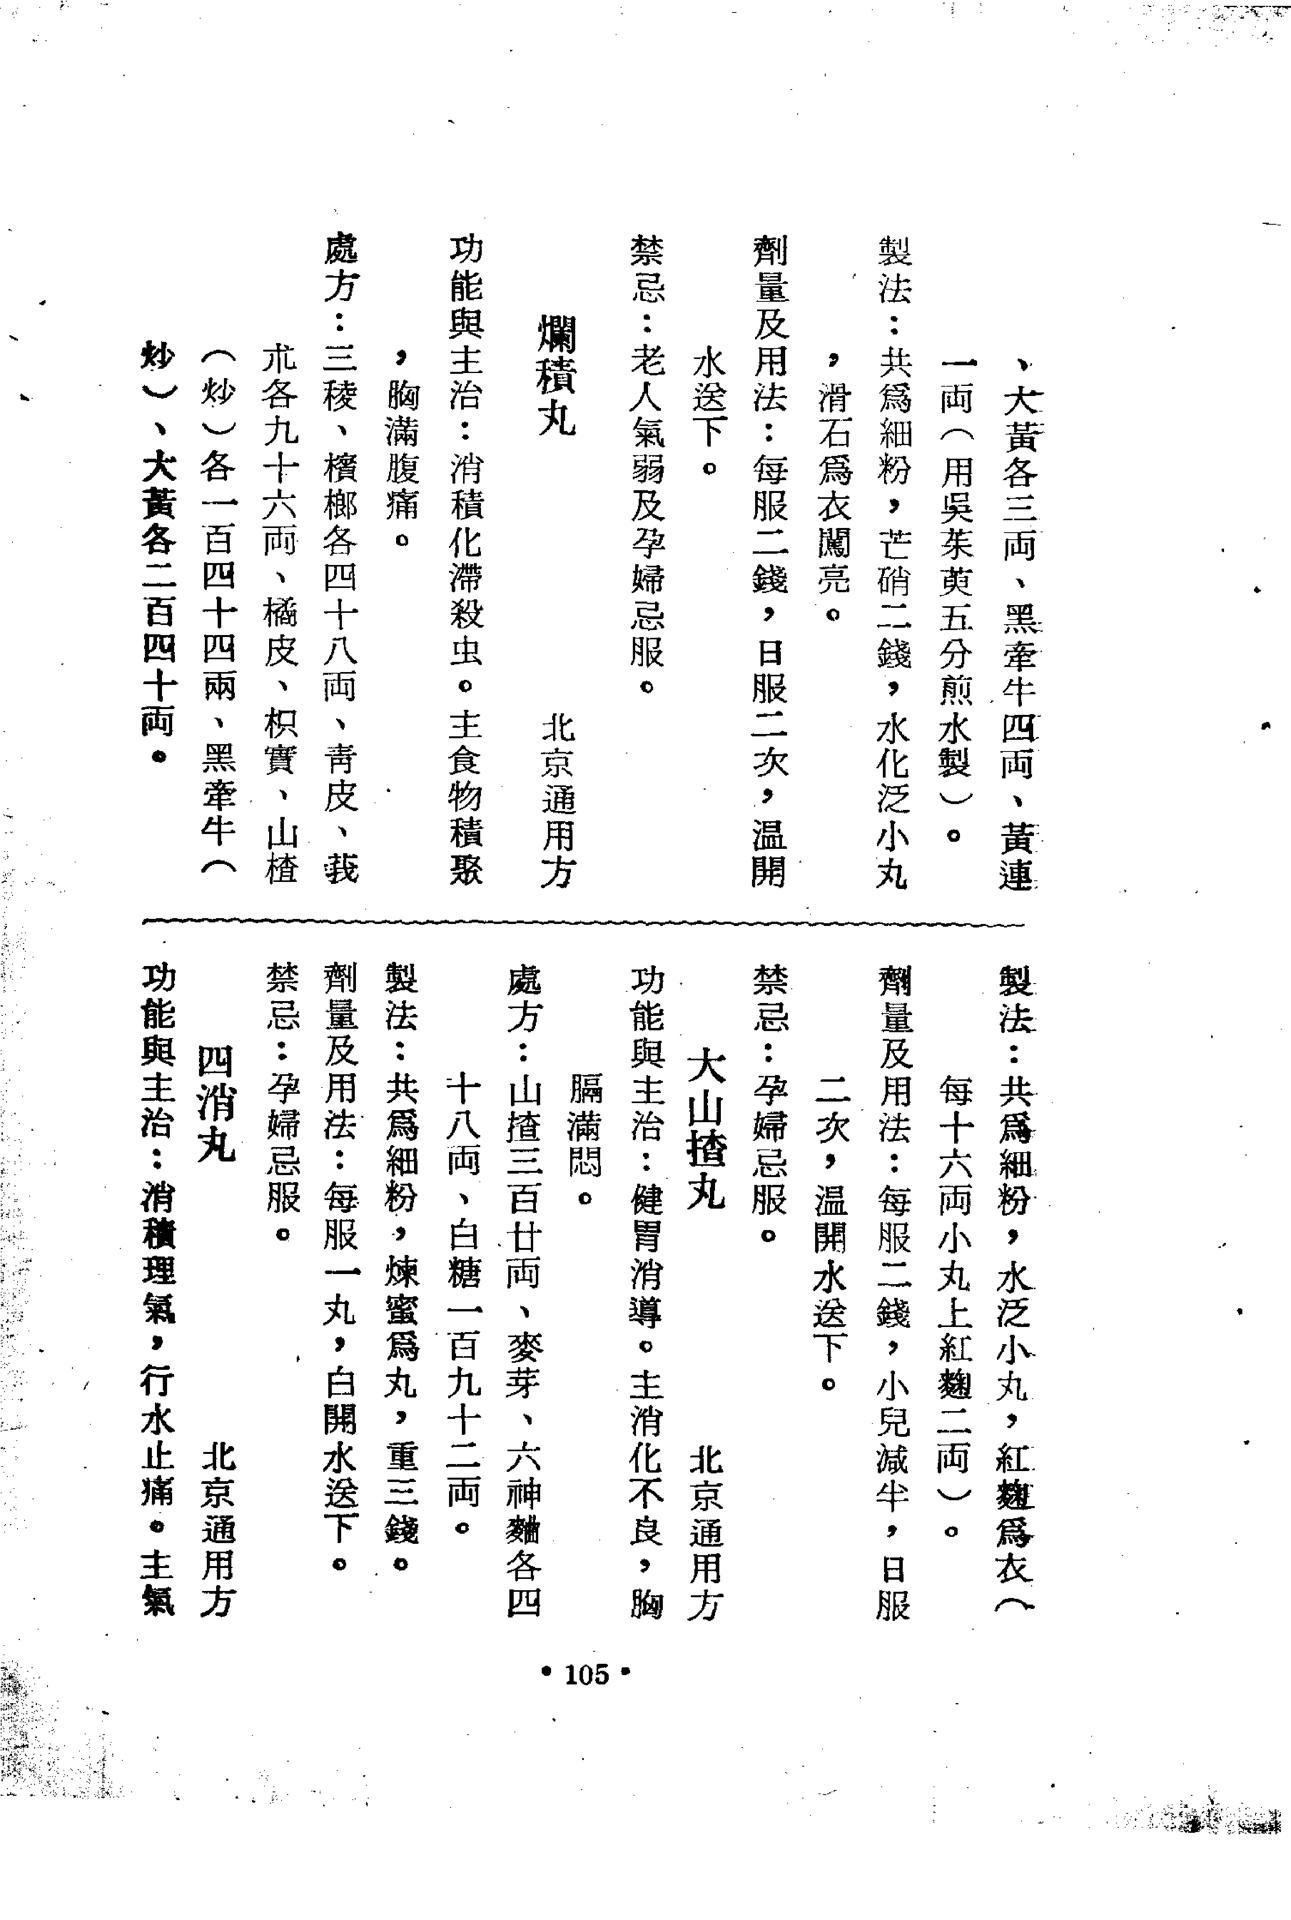 、大黃各三両、黑牽牛四両、黃連
一両（用吳茱萸五分煎水製）。
製法：共爲細粉，芒硝二錢，水化泛小丸
，滑石爲衣闖亮。
劑量及用法：每服二錢，日服二次，溫開
水送下。
禁忌：老人氣弱及孕婦忌服。
爛積丸　北京通用方
功能與主治：消積化滯殺虫。主食物積聚
，胸滿腹痛。
處方：三稜、檳榔各四十八両、靑皮、莪
朮各九十六両、橘皮、枳實、山楂
（炒）各一百四十四兩、黑牽牛（
炒）、大黃各二百四十両。
製法：共爲細粉，水泛小丸，紅麯爲衣（
每十六両小丸上紅麯二両）。
劑量及用法：每服二錢，小兒減半，日服
二次，溫開水送下。
禁忌：孕婦忌服。
大山揸丸　北京通用方
功能與主治：健胃消導。主消化不良，胸
膈滿悶。
處方：山揸三百廿両、麥芽、六神麯各四
十八両、白糖一百九十二両。
製法：共爲細粉，煉蜜爲丸，重三錢。
劑量及用法：每服一丸，白開水送下。
禁忌：孕婦忌服。
四消丸　北京通用方
功能與主治：消積理氣，行水止痛。主氣
•105•